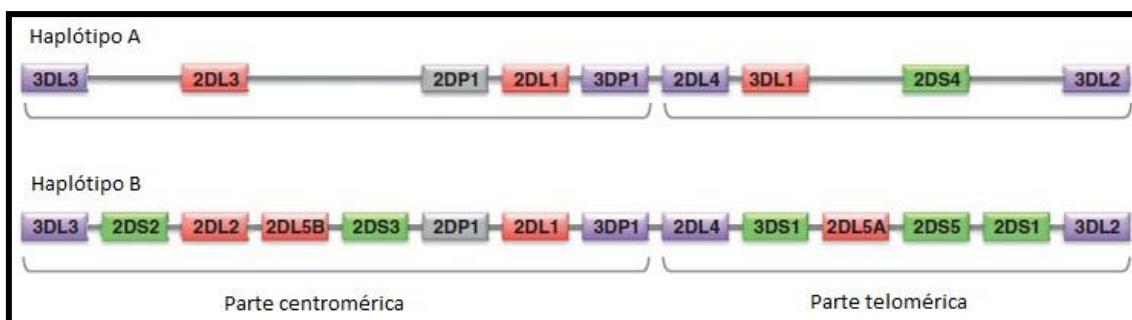 Haplótipo A
3DL3 2DL3 2DP1 2DL1 3DP1 2DL4 3DL1 2DS4 3DL2
Haplótipo B
3DL3 2DS2 2DL2 2DL5B 2DS3 2DP1 2DL1 3DP1 2DL4 3DS1 2DL5A 2DS5 2DS1 3DL2
Parte centromérica Parte telomérica